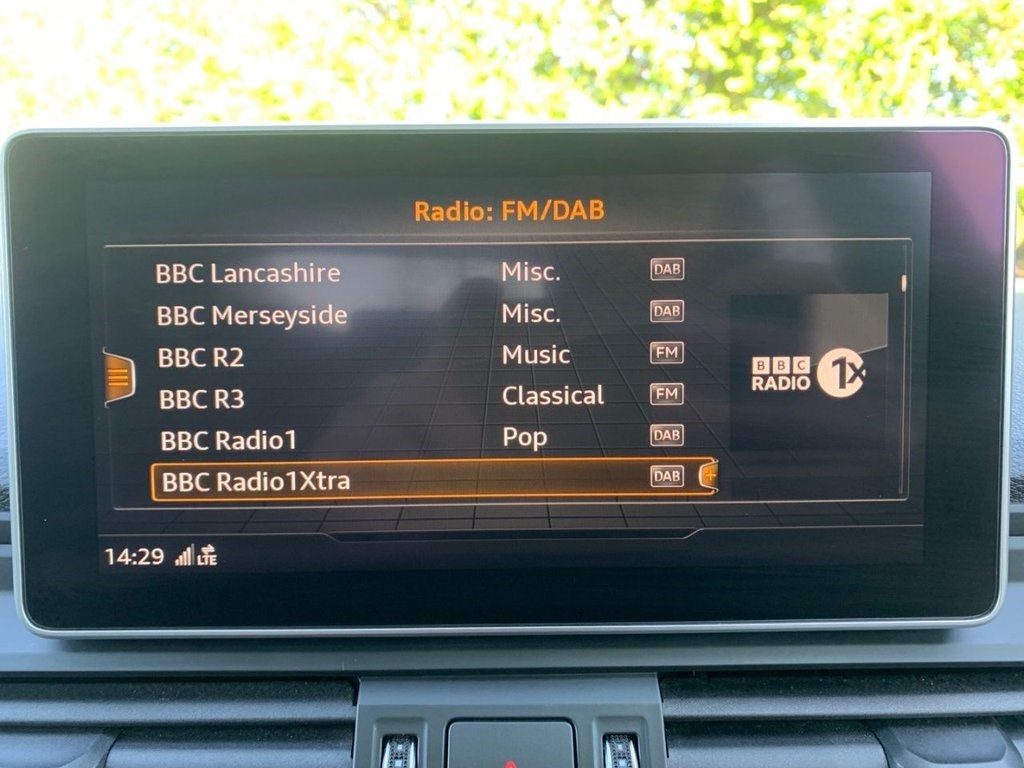 Radio: FM/DAB
BBC Lancashire Misc. DAB
BBC Merseyside Misc. DAB
BBC R2 Music FM
BBC R3 Classical FM
BBC Radio1 Pop DAB
BBC Radio1Xtra DAB
BBC
RADIO 1X
14:29 LTE